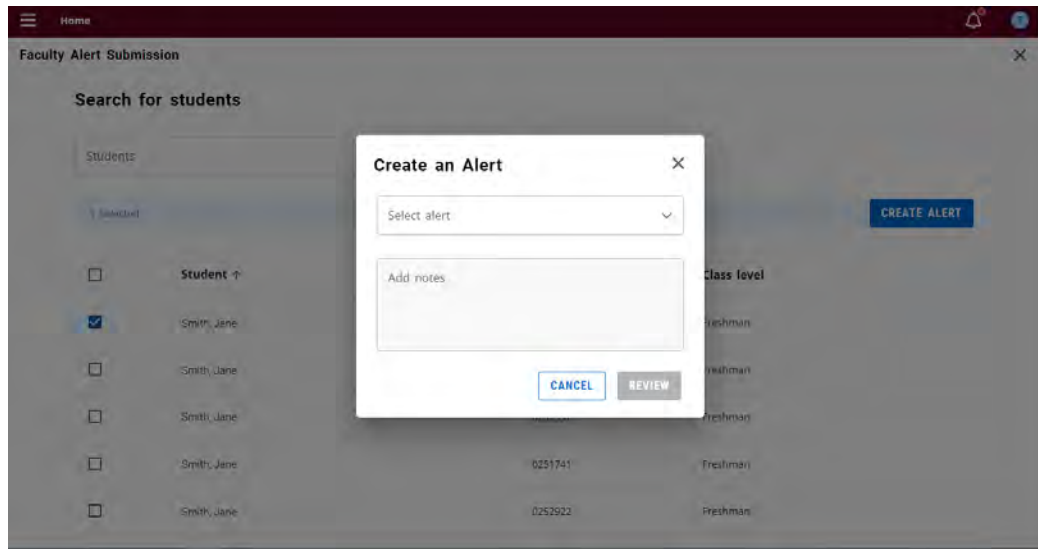 Home
Faculty Alert Submission
Search for students
Students
1 Selected
CREATE ALERT
Create an Alert
Select alert
Add notes
CANCEL
REVIEW
Student ↑
Class level
Smith, Jane
Freshman
Smith, Jane
Freshman
Smith, Jane
Freshman
Smith, Jane 0251741 Freshman
Smith, Jane 0252922 Freshman